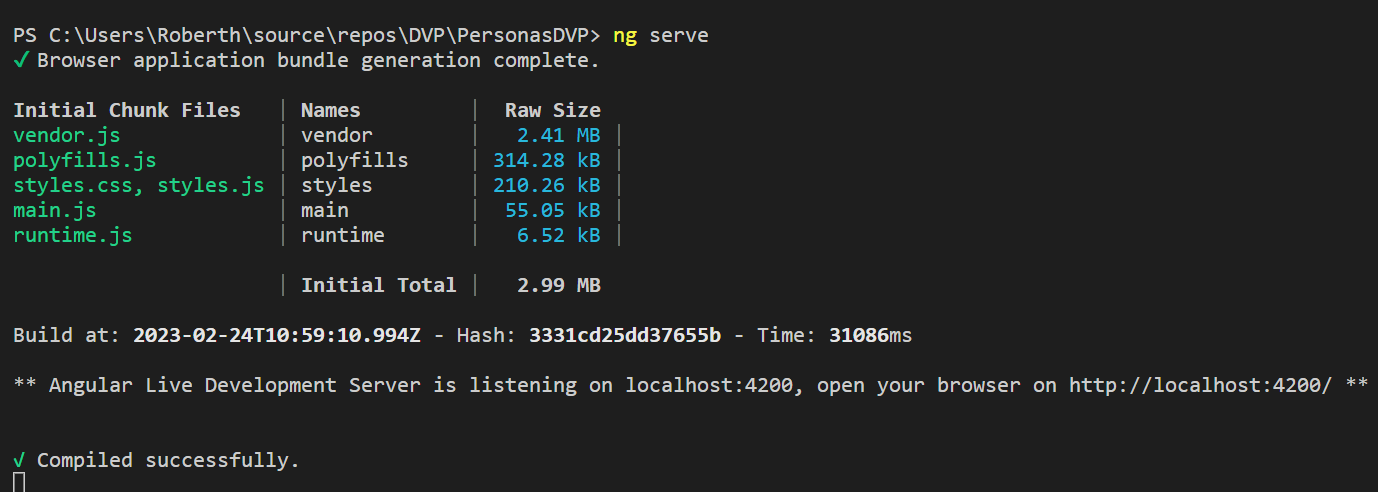 PS C:\Users\Roberth\source\repos\DVP\PersonasDVP> ng serve
✓ Browser application bundle generation complete.
Initial Chunk Files | Names | Raw Size
vendor.js | vendor | 2.41 MB |
polyfills.js | polyfills | 314.28 kB |
styles.css, styles.js | styles | 210.26 kB |
main.js | main | 55.05 kB |
runtime.js | runtime | 6.52 kB |
| Initial Total | 2.99 MB
Build at: 2023-02-24T10:59:10.994Z - Hash: 3331cd25dd37655b - Time: 31086ms
** Angular Live Development Server is listening on localhost:4200, open your browser on http://localhost:4200/ **
√ Compiled successfully.